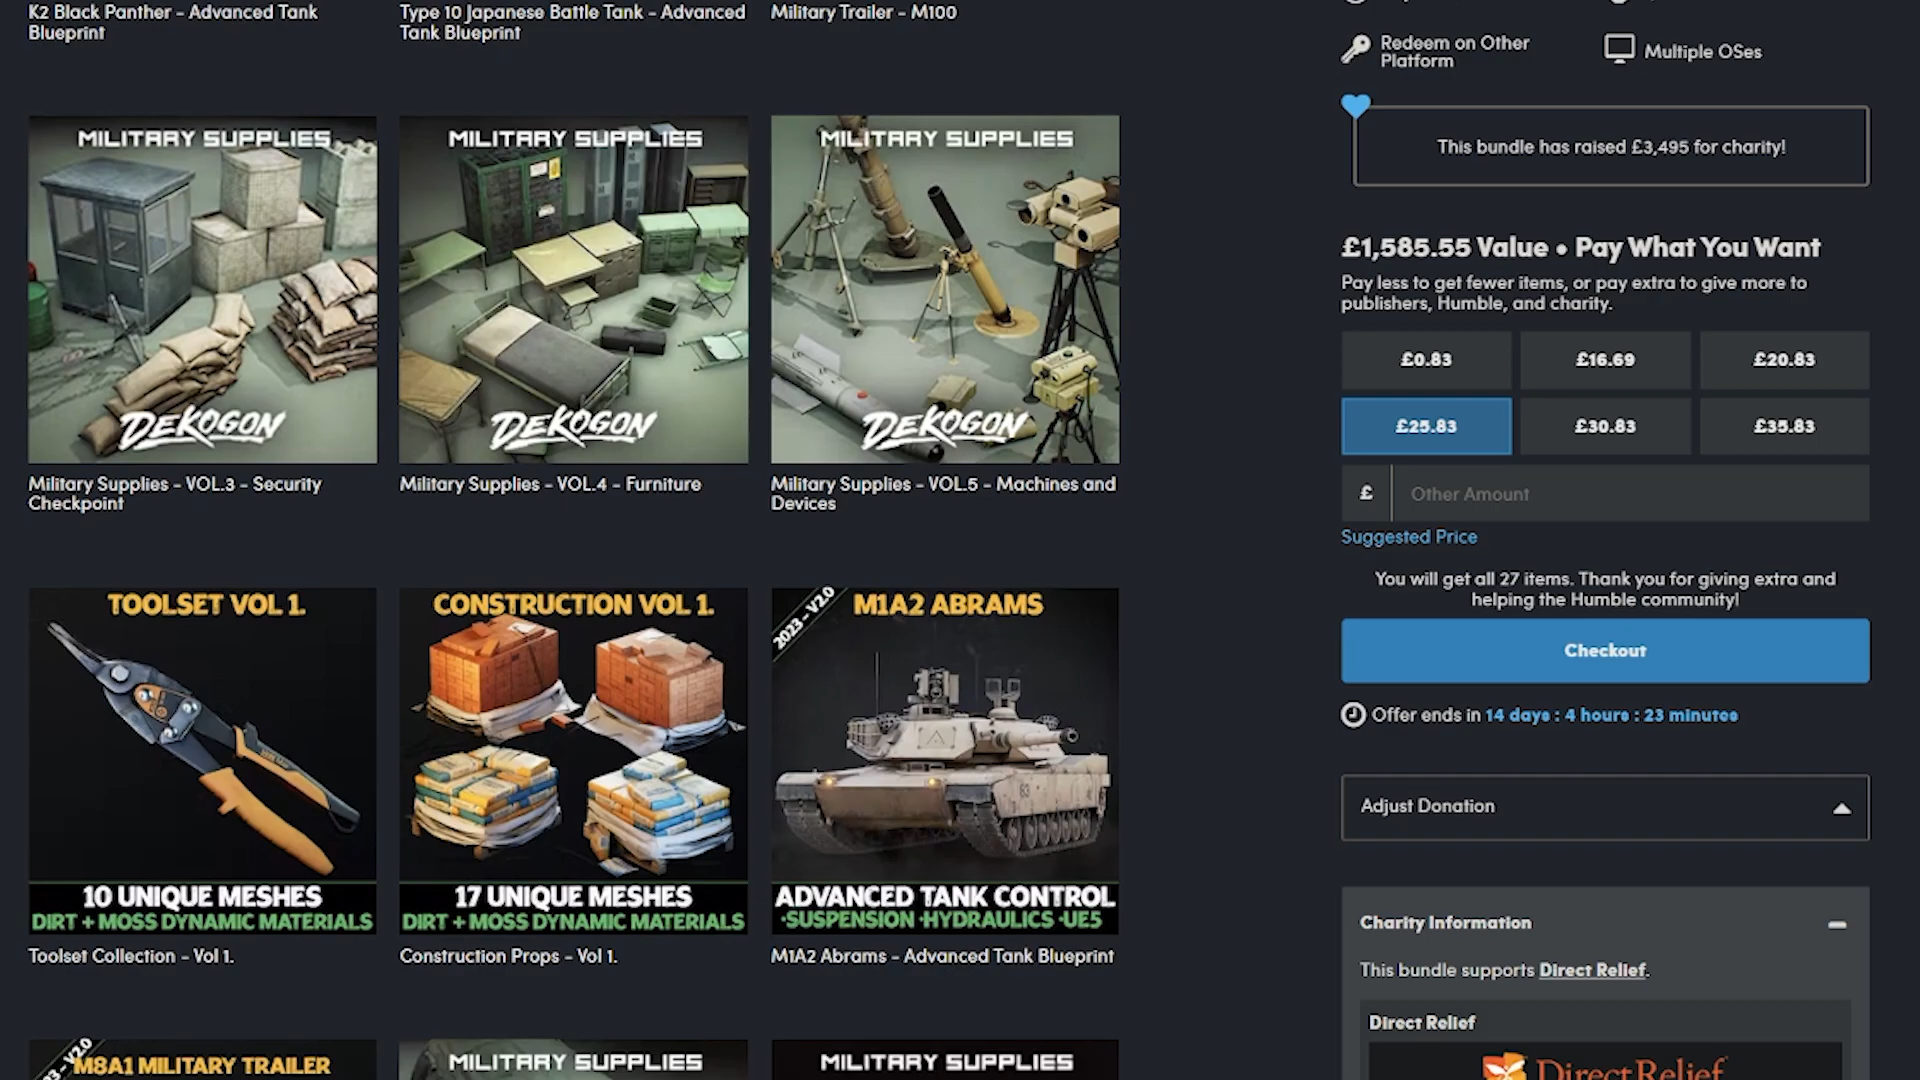 K2 Black Panther - Advanced Tank
Blueprint
Type 10 Japanese Battle Tank - Advanced
Tank Blueprint
Military Trailer - M100
MILITARY SUPPLIES
DEKOGON
Military Supplies - VOL.3 - Security
Checkpoint
MILITARY SUPPLIES
DEKOGON
Military Supplies - VOL.4 - Furniture
MILITARY SUPPLIES
DEKOGON
Military Supplies - VOL.5 - Machines and
Devices
TOOLSET VOL 1.
10 UNIQUE MESHES
DIRT + MOSS DYNAMIC MATERIALS
Toolset Collection - Vol 1.
CONSTRUCTION VOL 1.
17 UNIQUE MESHES
DIRT + MOSS DYNAMIC MATERIALS
Construction Props - Vol 1.
2023 - V2.0
M1A2 ABRAMS
ADVANCED TANK CONTROL
·SUSPENSION ·HYDRAULICS ·UE5
M1A2 Abrams - Advanced Tank Blueprint
M8A1 MILITARY TRAILER
MILITARY SUPPLIES
MILITARY SUPPLIES
Redeem on Other
Platform
Multiple OSes
This bundle has raised £3,495 for charity!
£1,585.55 Value • Pay What You Want
Pay less to get fewer items, or pay extra to give more to
publishers, Humble, and charity.
£0.83
£16.69
£20.83
£25.83
£30.83
£35.83
£
Other Amount
Suggested Price
You will get all 27 items. Thank you for giving extra and
helping the Humble community!
Checkout
Offer ends in 14 days : 4 hours : 23 minutes
Adjust Donation
Charity Information
This bundle supports Direct Relief.
Direct Relief
DirectRelief